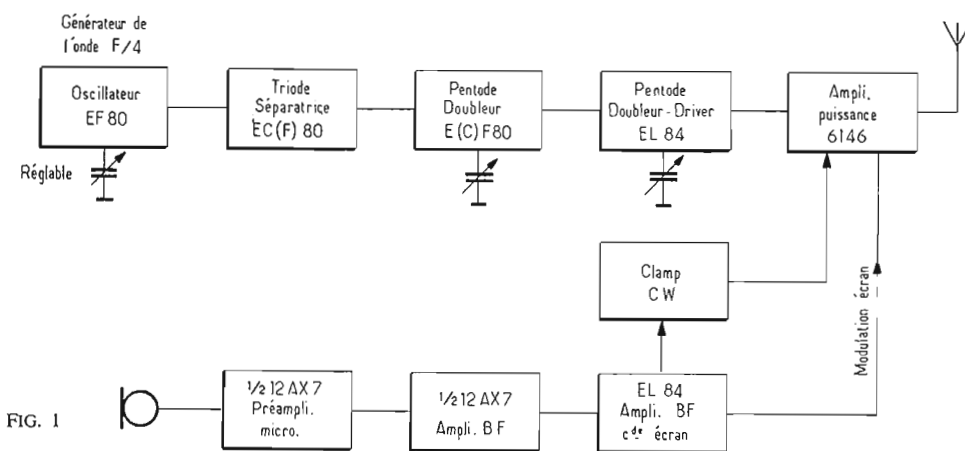 Générateur de
l'onde F/4
Oscillateur
EF 80
Réglable
Triode
Séparatrice
EC(F) 80
Pentode
Doubleur
E(C)F80
Pentode
Doubleur-Driver
EL 84
Ampli.
puissance
6146
Clamp
CW
Modulation écran
FIG. 1
1/2 12 AX 7
Préampli.
micro.
1/2 12 AX 7
Ampli. BF
EL 84
Ampli. BF
cde écran